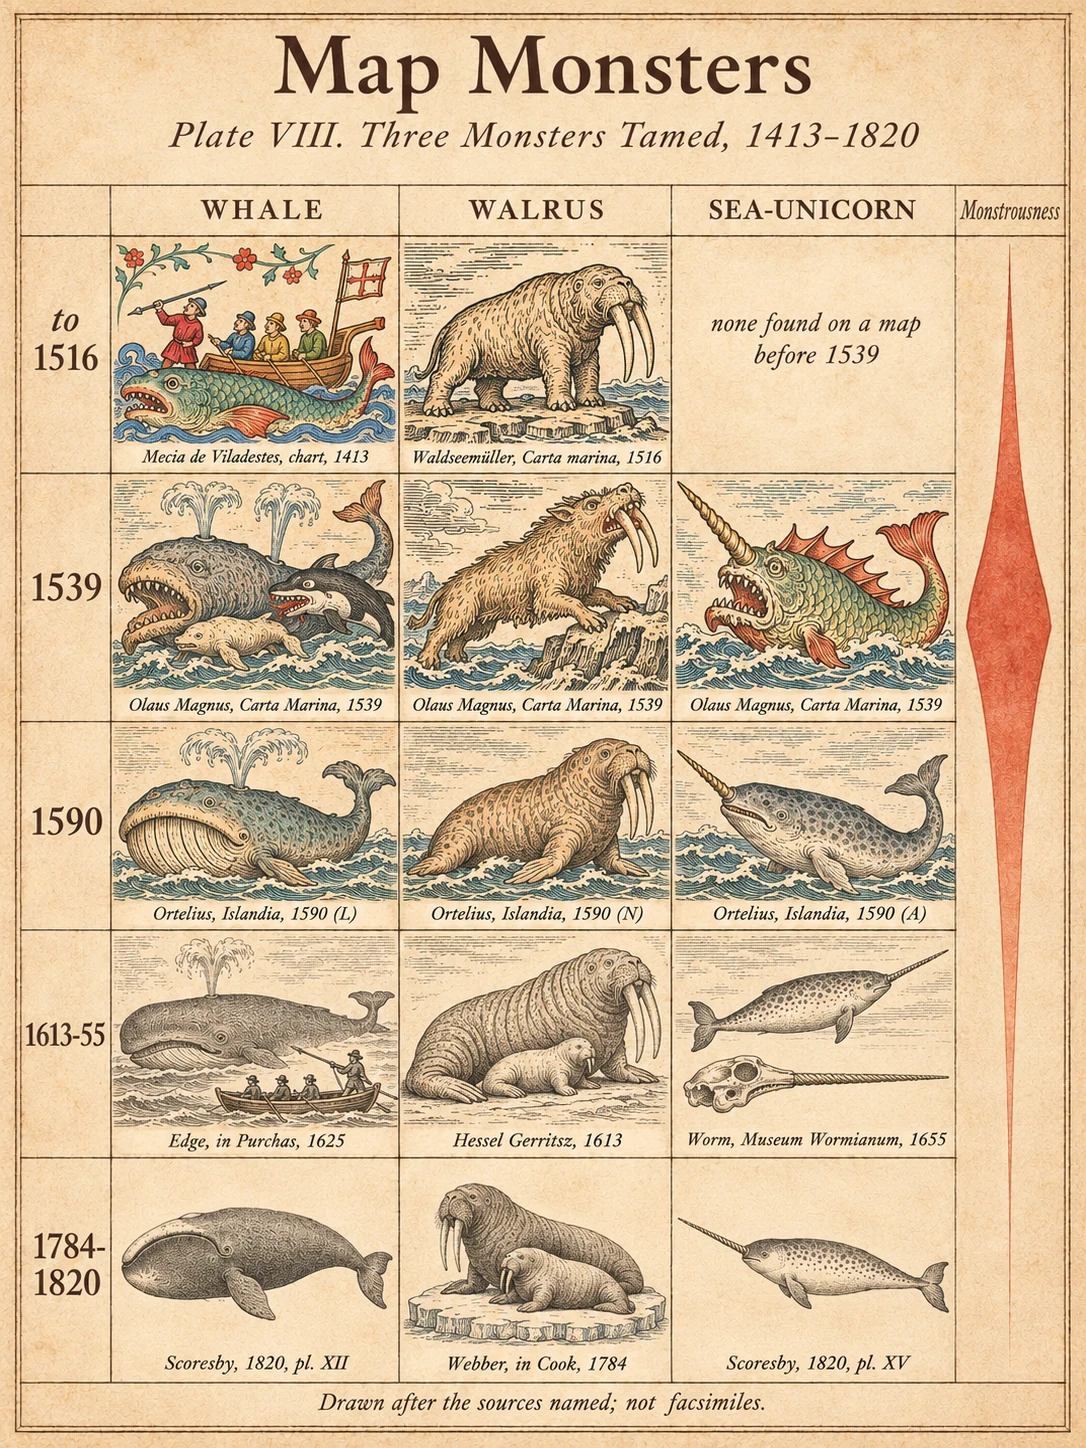 Map Monsters
Plate VIII. Three Monsters Tamed, 1413–1820
WHALE
WALRUS
SEA-UNICORN
Monstrousness
to
1516
Mecia de Viladestes, chart, 1413
Waldseemüller, Carta marina, 1516
none found on a map
before 1539
1539
Olaus Magnus, Carta Marina, 1539
Olaus Magnus, Carta Marina, 1539
Olaus Magnus, Carta Marina, 1539
1590
Ortelius, Islandia, 1590 (L)
Ortelius, Islandia, 1590 (N)
Ortelius, Islandia, 1590 (A)
1613-55
Edge, in Purchas, 1625
Hessel Gerritsz, 1613
Worm, Museum Wormianum, 1655
1784-
1820
Scoresby, 1820, pl. XII
Webber, in Cook, 1784
Scoresby, 1820, pl. XV
Drawn after the sources named; not facsimiles.